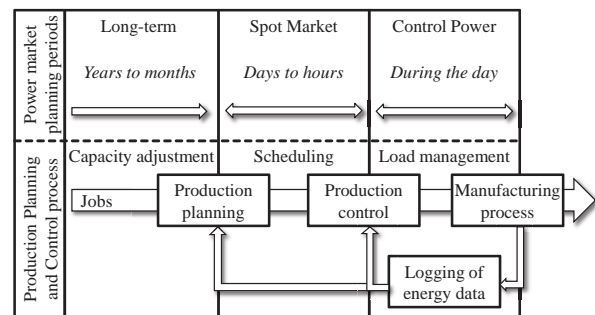 Power market
planning periods
Long-term
Spot Market
Control Power
Years to months
Days to hours
During the day
Production Planning
and Control process
Capacity adjustment
Scheduling
Load management
Jobs
Production
planning
Production
control
Manufacturing
process
Logging of
energy data